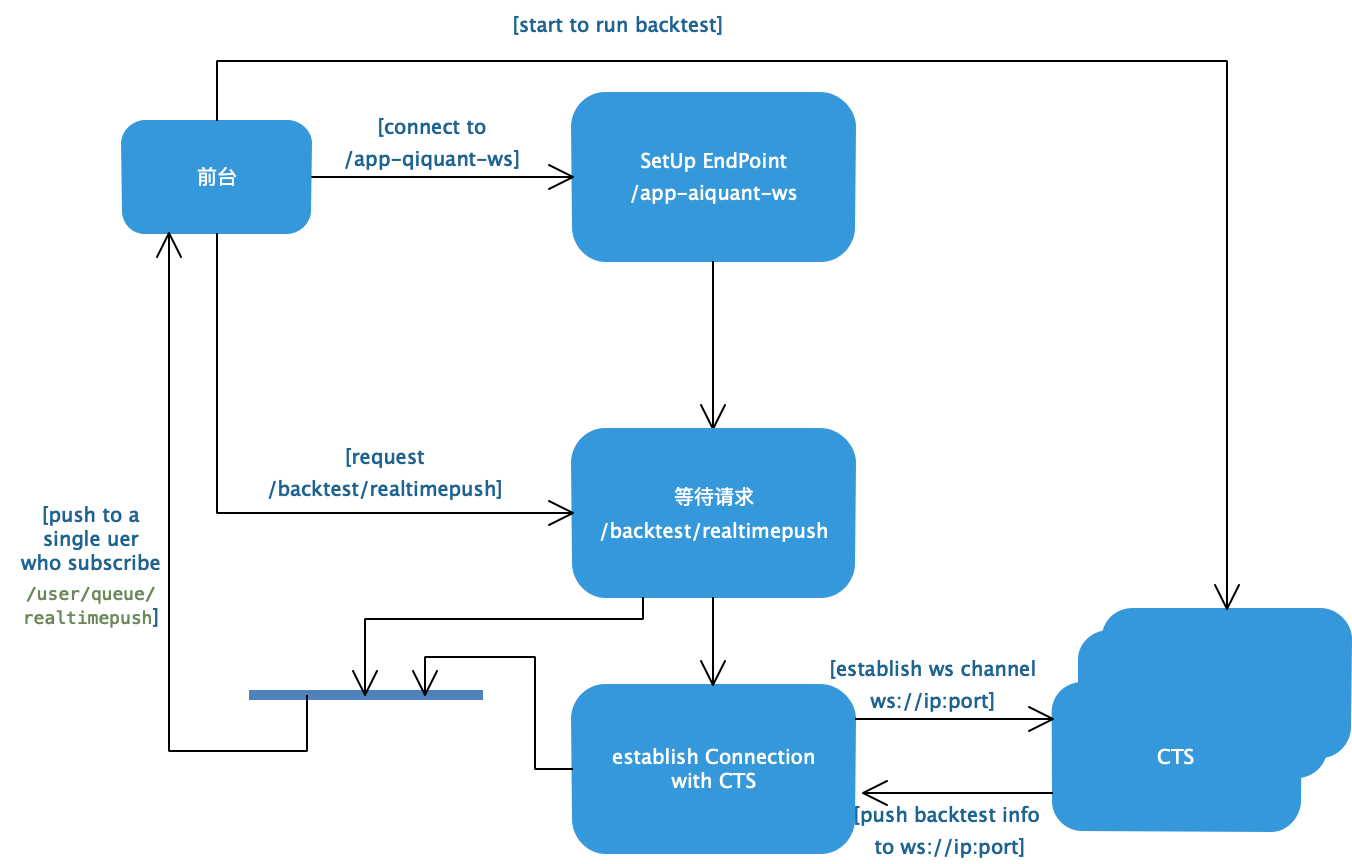 [start to run backtest]
[connect to
/app-qiquant-ws]
SetUp EndPoint
/app-aiquant-ws
前台
[request
/backtest/realtimepush]
等待请求
/backtest/realtimepush
[push to a
single uer
who subscribe
/user/queue/
realtimepush]
[establish ws channel
ws://ip:port]
establish Connection
with CTS
CTS
[push backtest info
to ws://ip:port]